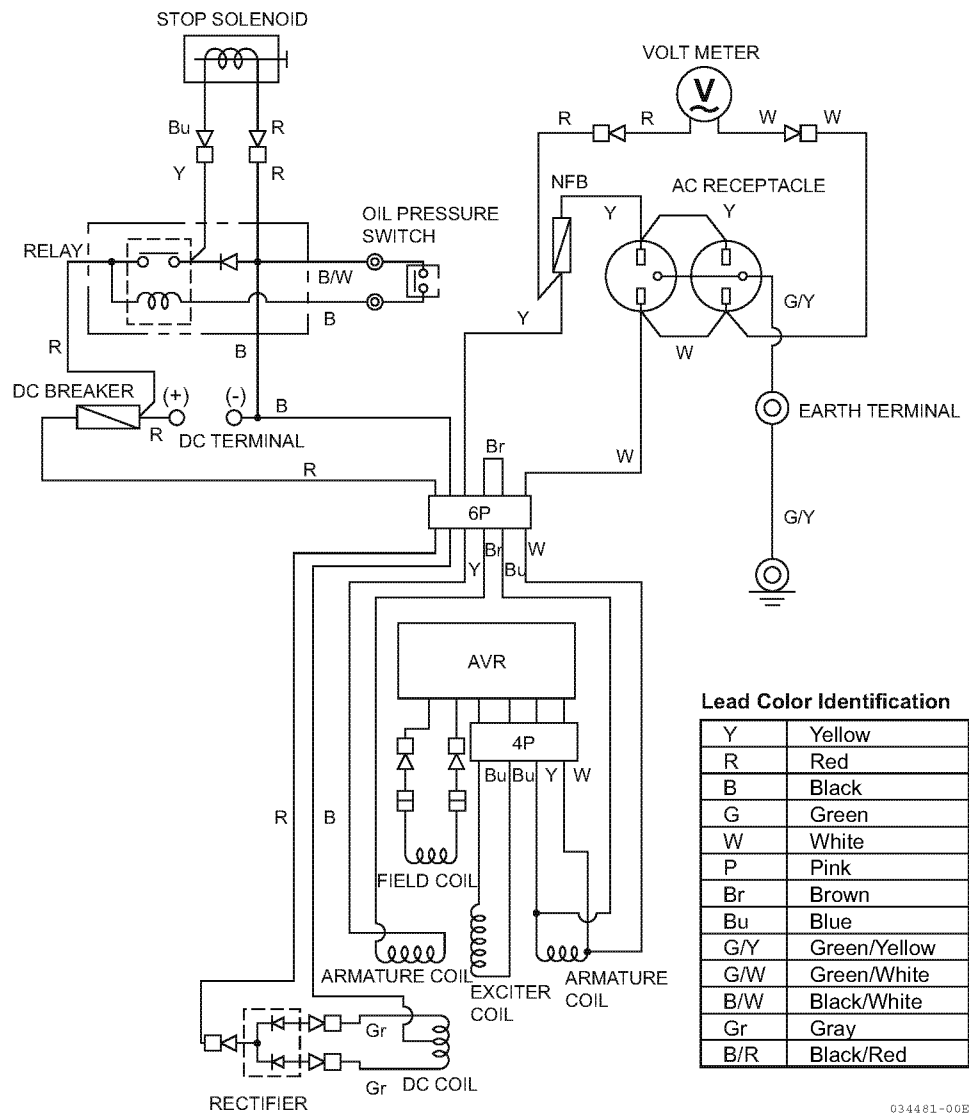 STOP SOLENOID
VOLT METER
V
Bu
R
R
R
W
W
Y
R
NFB
AC RECEPTACLE
Y
Y
OIL PRESSURE
SWITCH
RELAY
B/W
B
G/Y
Y
R
B
W
DC BREAKER
(+)
(-)
B
R
DC TERMINAL
EARTH TERMINAL
Br
W
R
6P
G/Y
Y
Br
Bu
W
AVR
4P
Bu
Bu
Y
W
R
B
FIELD COIL
ARMATURE COIL
EXCITER
COIL
ARMATURE
COIL
Gr
Gr
DC COIL
RECTIFIER
Lead Color Identification
Y Yellow
R Red
B Black
G Green
W White
P Pink
Br Brown
Bu Blue
G/Y Green/Yellow
G/W Green/White
B/W Black/White
Gr Gray
B/R Black/Red
034481-00E